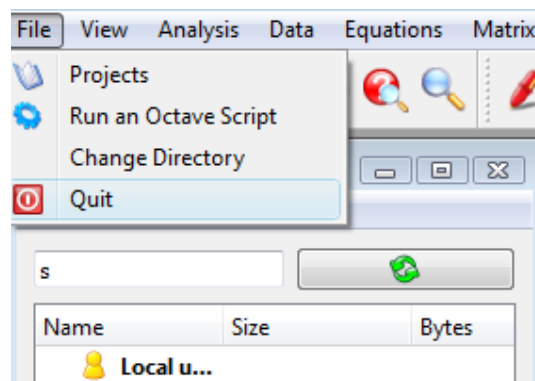 File View Analysis Data Equations Matrix
Projects
Run an Octave Script
Change Directory
Quit
s
Name Size Bytes
Local u...